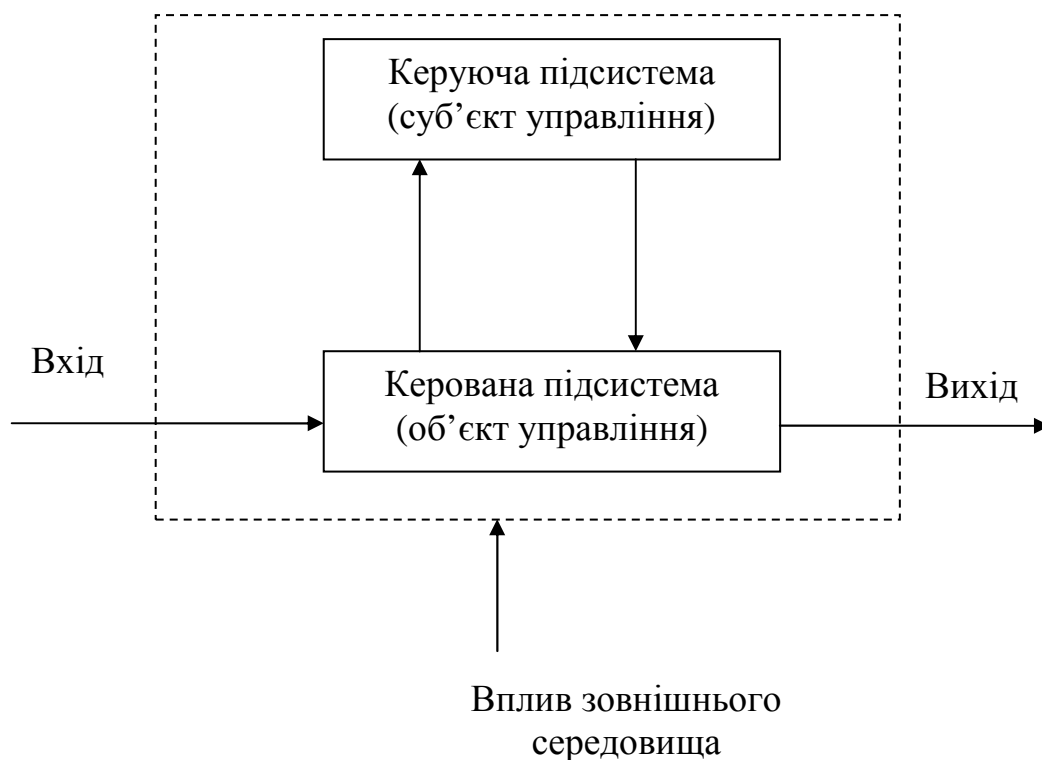 Керуюча підсистема
(суб’єкт управління)
Вхід
Керована підсистема
(об’єкт управління)
Вихід
Вплив зовнішнього
середовища